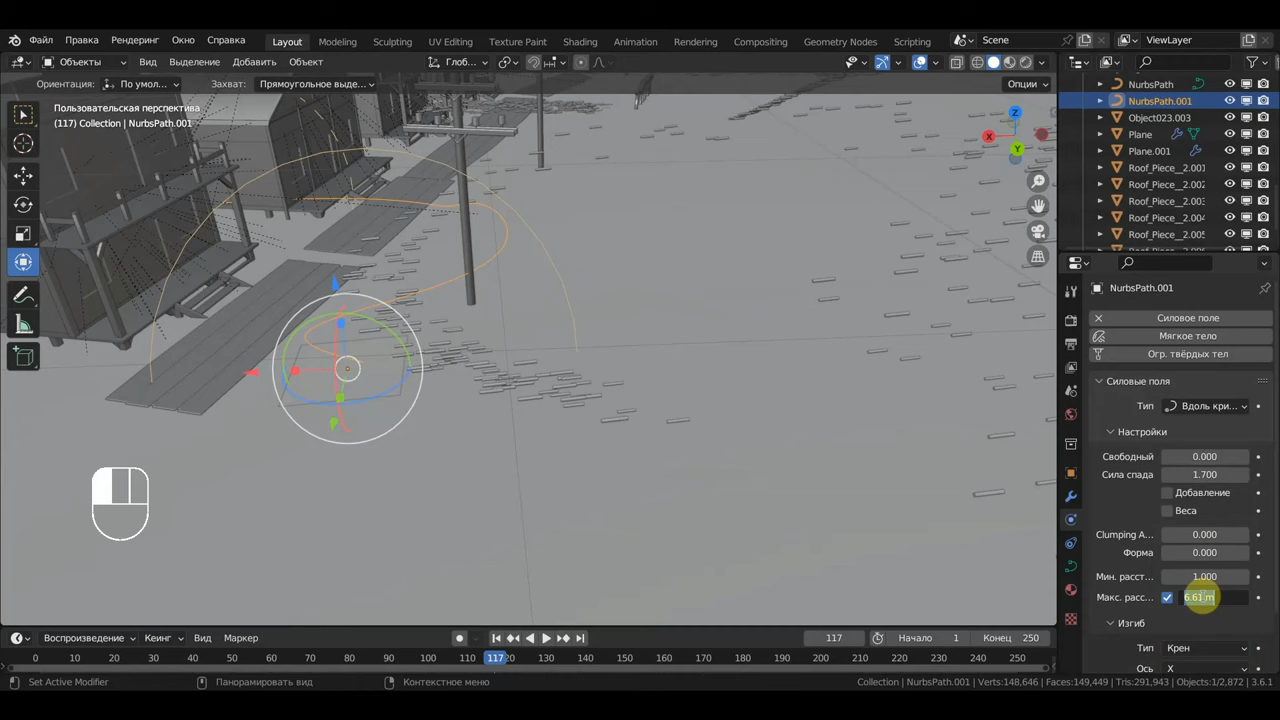 Файл Правка Рендеринг Окно Справка Layout Modeling Sculpting UV Editing Texture Paint Shading Animation Rendering Compositing Geometry Nodes Scripting Scene ViewLayer
Объекты Вид Выделение Добавить Объект Глоб...
Ориентация: По умол... Захват: Прямоугольное выде... Опции
Пользовательская перспектива
(117) Collection | NurbsPath.001
Z
X
Y
NurbsPath
NurbsPath.001
Object023.003
Plane
Plane.001
Roof_Piece_2.001
Roof_Piece__2.002
Roof_Piece__2.003
Roof_Piece__2.004
Roof_Piece__2.005
NurbsPath.001
Силовое поле
Мягкое тело
Огр. твёрдых тел
Силовые поля
Тип Вдоль кри...
Настройки
Свободный 0.000
Сила спада 1.700
Добавление
Веса
Clumping A... 0.000
Форма 0.000
Мин. расст... 1.000
Макс. расс... 6.61 m
Изгиб
Тип Крен
Ось X
Воспроизведение Кеинг Вид Маркер 117 Начало 1 Конец 250
0 10 20 30 40 50 60 70 80 90 100 110 117 120 130 140 150 160 170 180 190 200 210 220 230 240 250
Set Active Modifier Панорамировать вид Контекстное меню Collection | NurbsPath.001 | Verts:148,646 | Faces:149,449 | Tris:291,943 | Objects:1/2,872 | 3.6.1